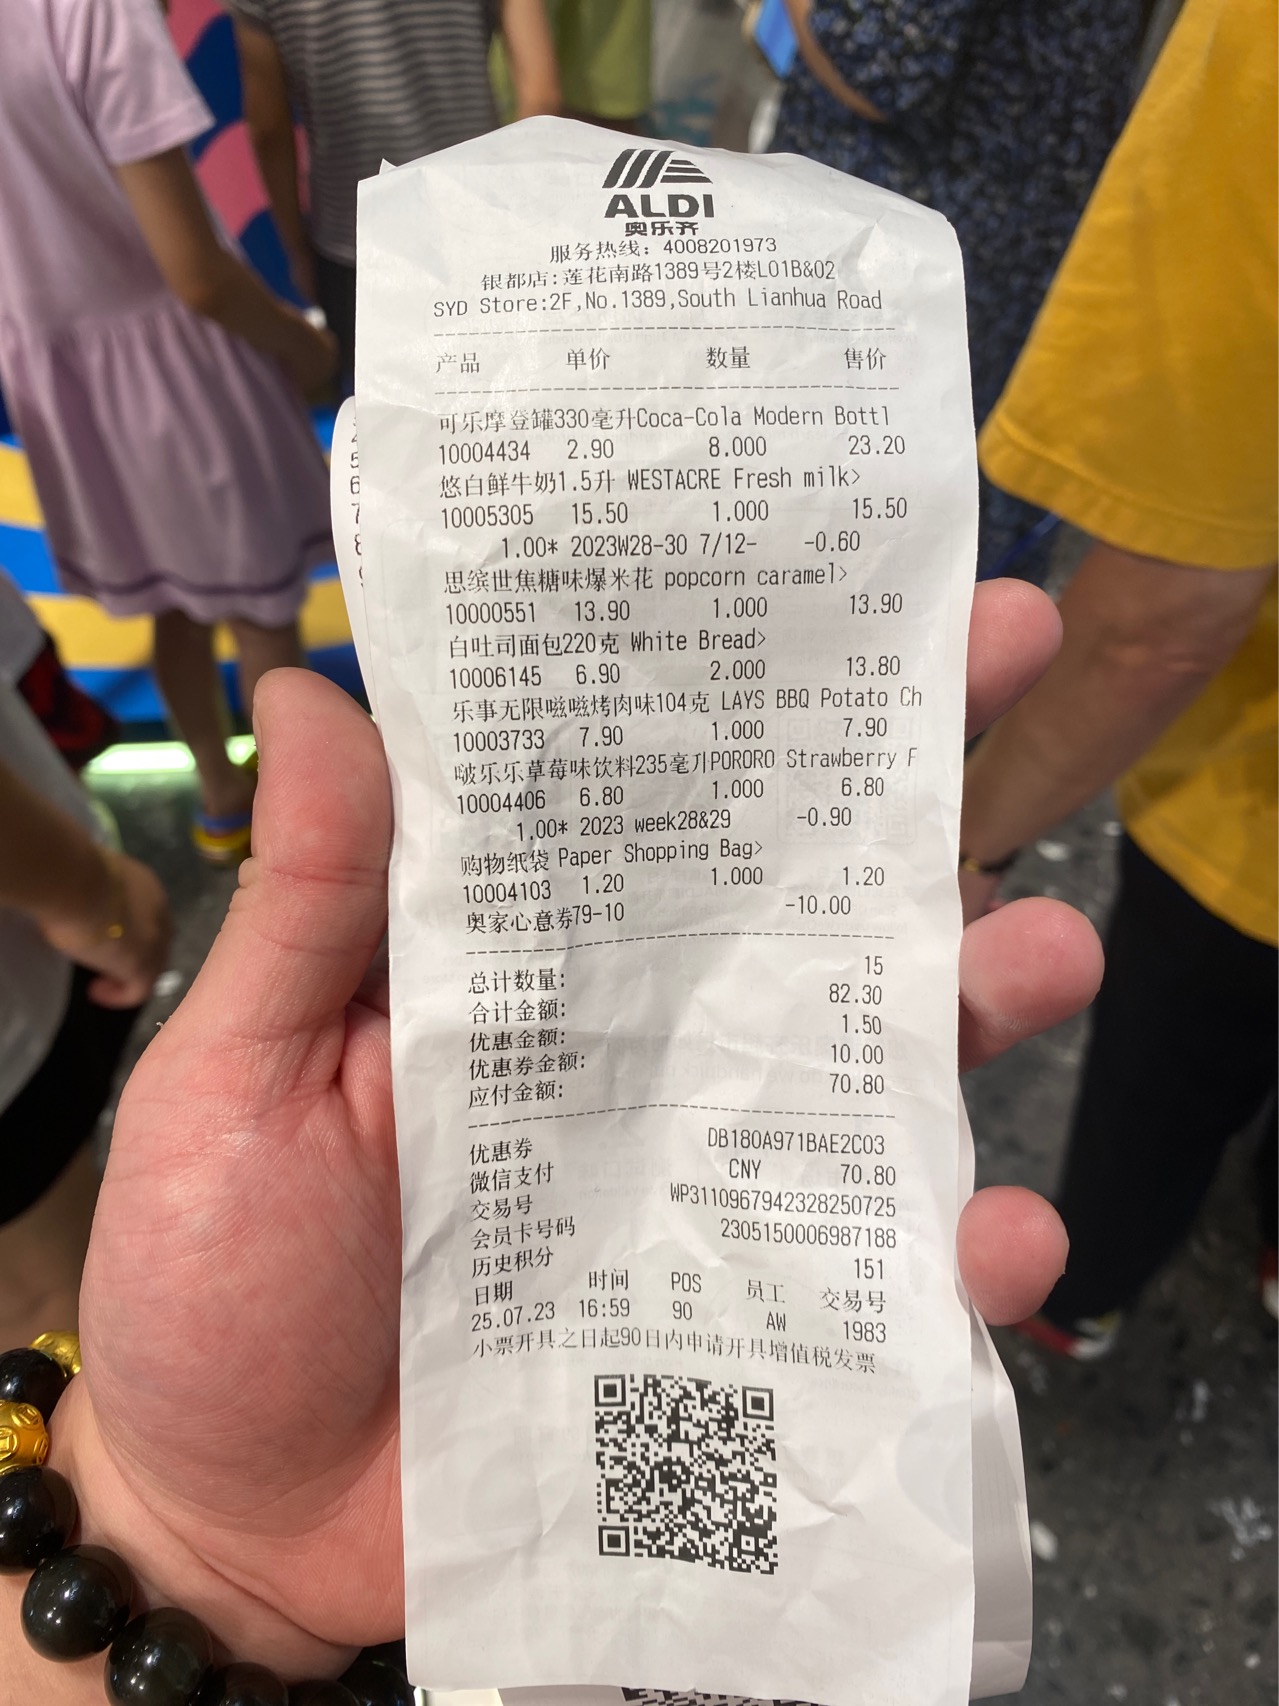 ALDI
奥乐齐
服务热线: 4008201973
银都店:莲花南路1389号2楼L01B&02
SYD Store:2F,No.1389,South Lianhua Road
产品 单价 数量 售价
可乐摩登罐330毫升Coca-Cola Modern Bottl
10004434 2.90 8.000 23.20
悠白鲜牛奶1.5升 WESTACRE Fresh milk>
10005305 15.50 1.000 15.50
1.00* 2023W28-30 7/12- -0.60
思缤世焦糖味爆米花 popcorn caramel>
10000551 13.90 1.000 13.90
白吐司面包220克 White Bread>
10006145 6.90 2.000 13.80
乐事无限嗞嗞烤肉味104克 LAYS BBQ Potato Ch
10003733 7.90 1.000 7.90
啵乐乐草莓味饮料235毫升PORORO Strawberry F
10004406 6.80 1.000 6.80
1.00* 2023 week28&29 -0.90
购物纸袋 Paper Shopping Bag>
10004103 1.20 1.000 1.20
奥家心意券79-10 -10.00
总计数量: 15
合计金额: 82.30
优惠金额: 1.50
优惠券金额: 10.00
应付金额: 70.80
优惠券 DB180A971BAE2C03
微信支付 CNY 70.80
交易号 WP311096794232825​0725
会员卡号码 2305150006987188
历史积分 151
日期 时间 POS 员工 交易号
25.07.23 16:59 90 AW 1983
小票开具之日起90日内申请开具增值税发票